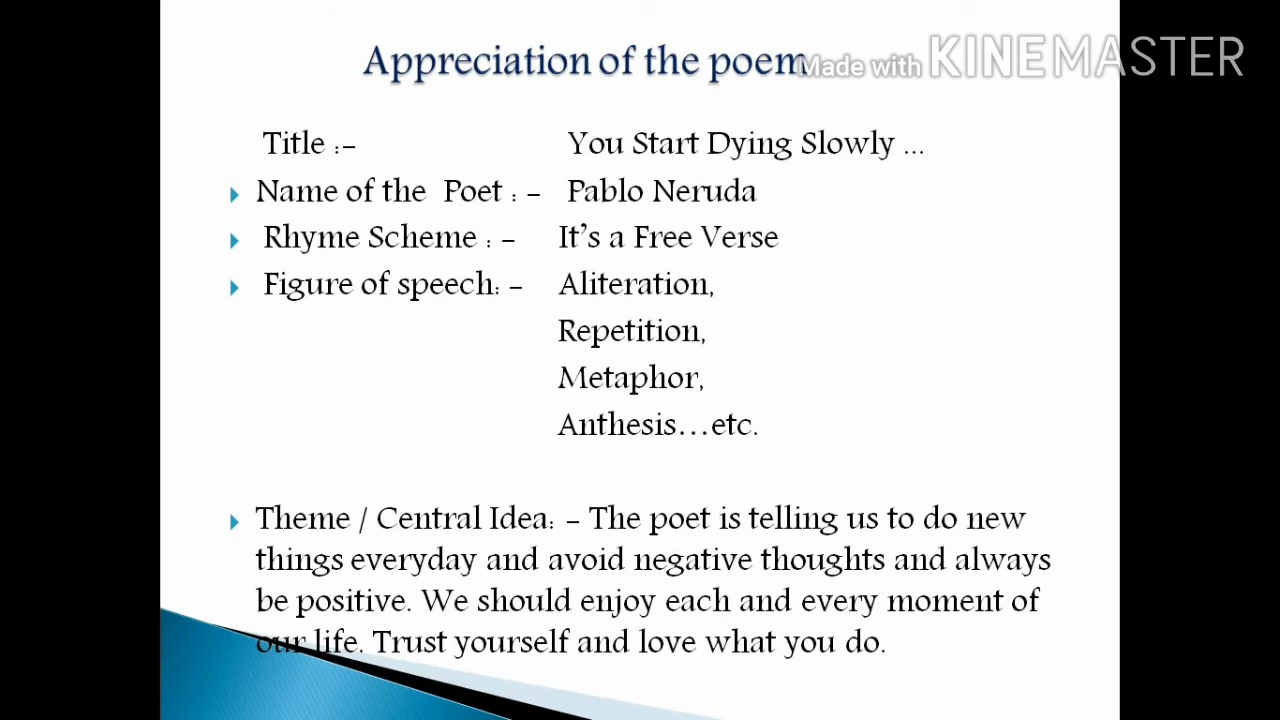 Appreciation of the poem
Made with KINEMASTER
Title :- You Start Dying Slowly ...
Name of the Poet : - Pablo Neruda
Rhyme Scheme : - It's a Free Verse
Figure of speech: - Aliteration,
Repetition,
Metaphor,
Anthesis...etc.
Theme / Central Idea: - The poet is telling us to do new
things everyday and avoid negative thoughts and always
be positive. We should enjoy each and every moment of
our life. Trust yourself and love what you do.